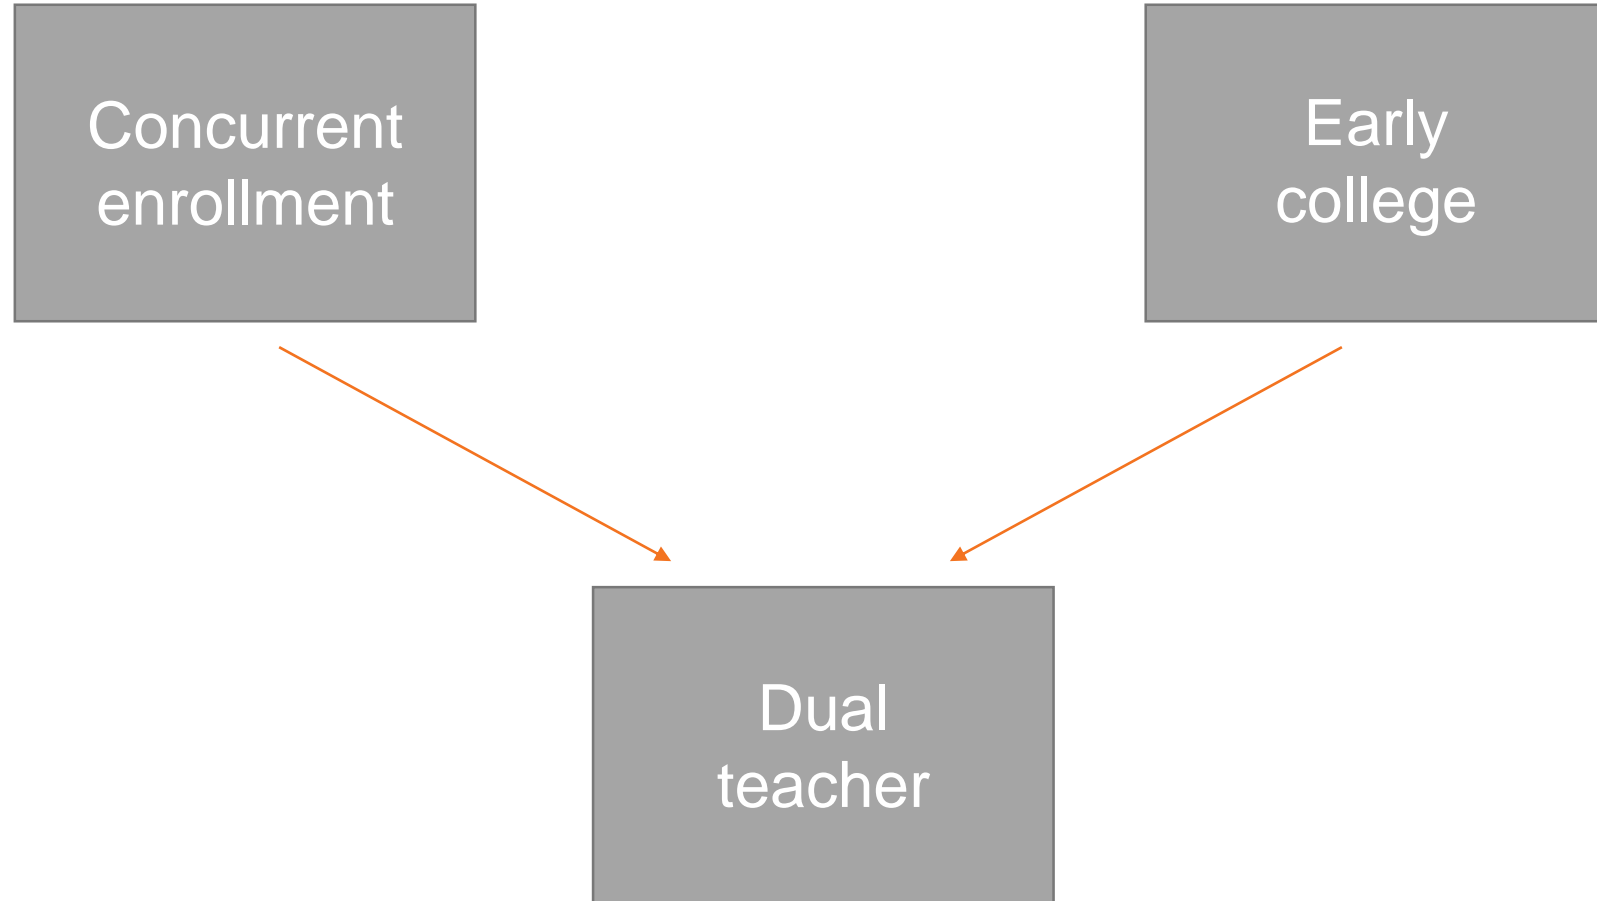 Concurrent
enrollment
Early
college
Dual
teacher